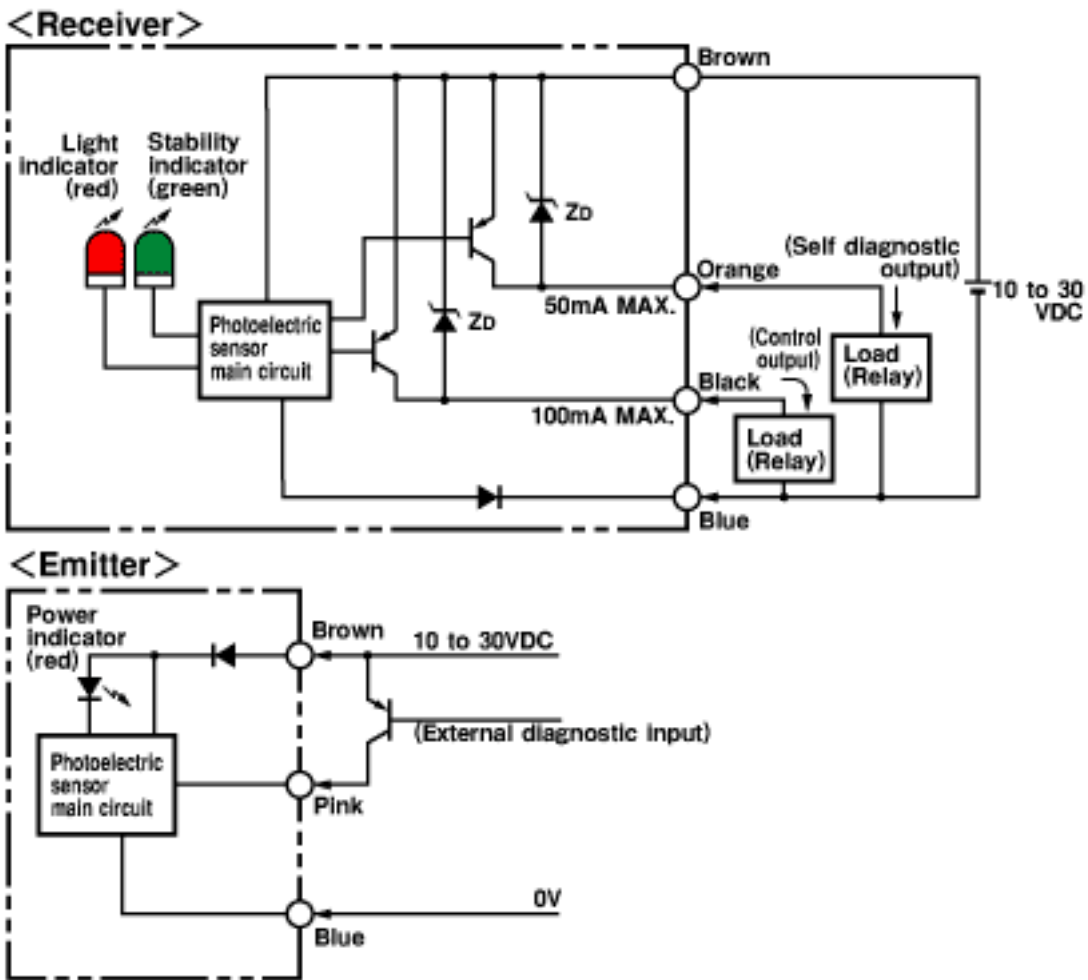 <Receiver>
Brown
Light
indicator
(red)
Stability
indicator
(green)
ZD
(Self diagnostic
output)
Orange
50mA MAX.
10 to 30
VDC
ZD
Photoelectric
sensor
main circuit
(Control
output)
Load
(Relay)
Black
100mA MAX.
Load
(Relay)
Blue
<Emitter>
Power
indicator
(red)
Brown
10 to 30VDC
(External diagnostic input)
Photoelectric
sensor
main circuit
Pink
0V
Blue